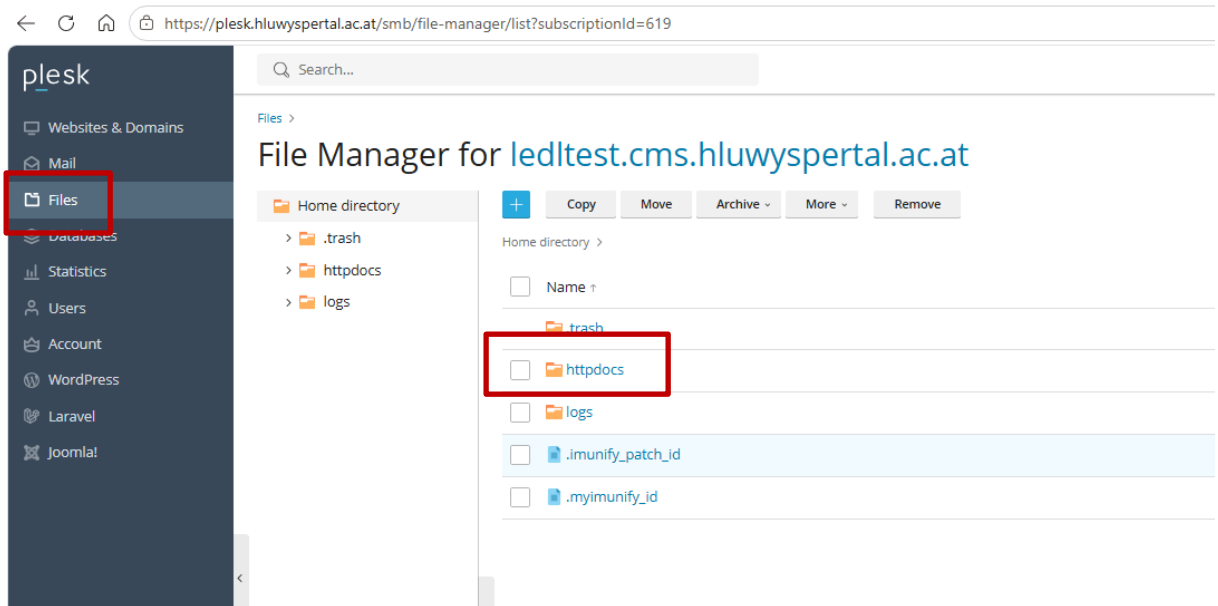 https://plesk.hluwyspertal.ac.at/smb/file-manager/list?subscriptionId=619
plesk
Search...
Websites & Domains
Mail
Files
Databases
Statistics
Users
Account
WordPress
Laravel
Joomla!
Files >
File Manager for ledltest.cms.hluwyspertal.ac.at
Home directory
.trash
httpdocs
logs
+ Copy Move Archive More Remove
Home directory >
Name ↑
.trash
httpdocs
logs
.imunify_patch_id
.myimunify_id